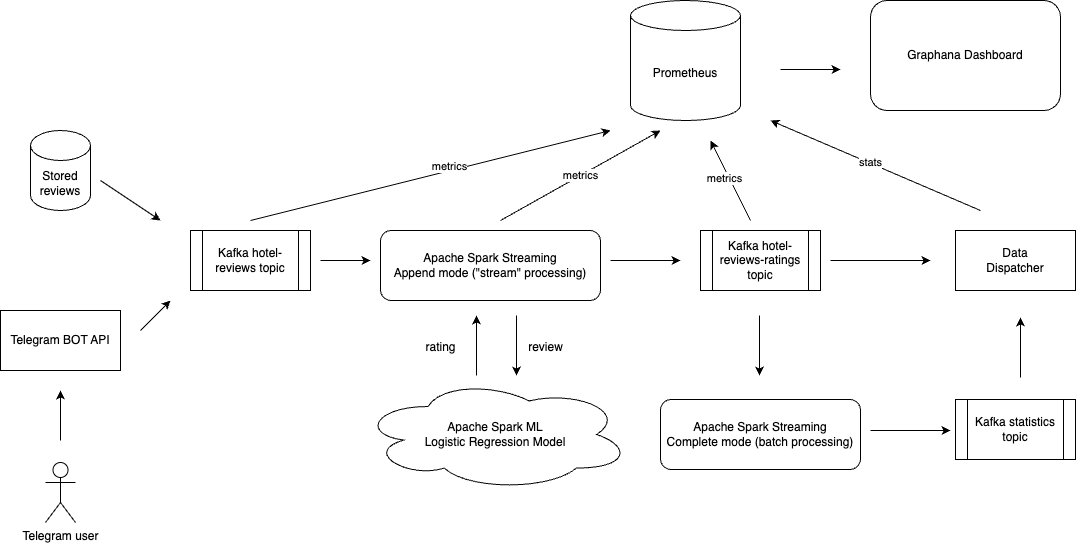 Prometheus
Graphana Dashboard
Stored
reviews
metrics
metrics
metrics
stats
Kafka hotel-
reviews topic
Apache Spark Streaming
Append mode ("stream" processing)
Kafka hotel-
reviews-ratings
topic
Data
Dispatcher
Telegram BOT API
rating
review
Apache Spark ML
Logistic Regression Model
Apache Spark Streaming
Complete mode (batch processing)
Kafka statistics
topic
Telegram user